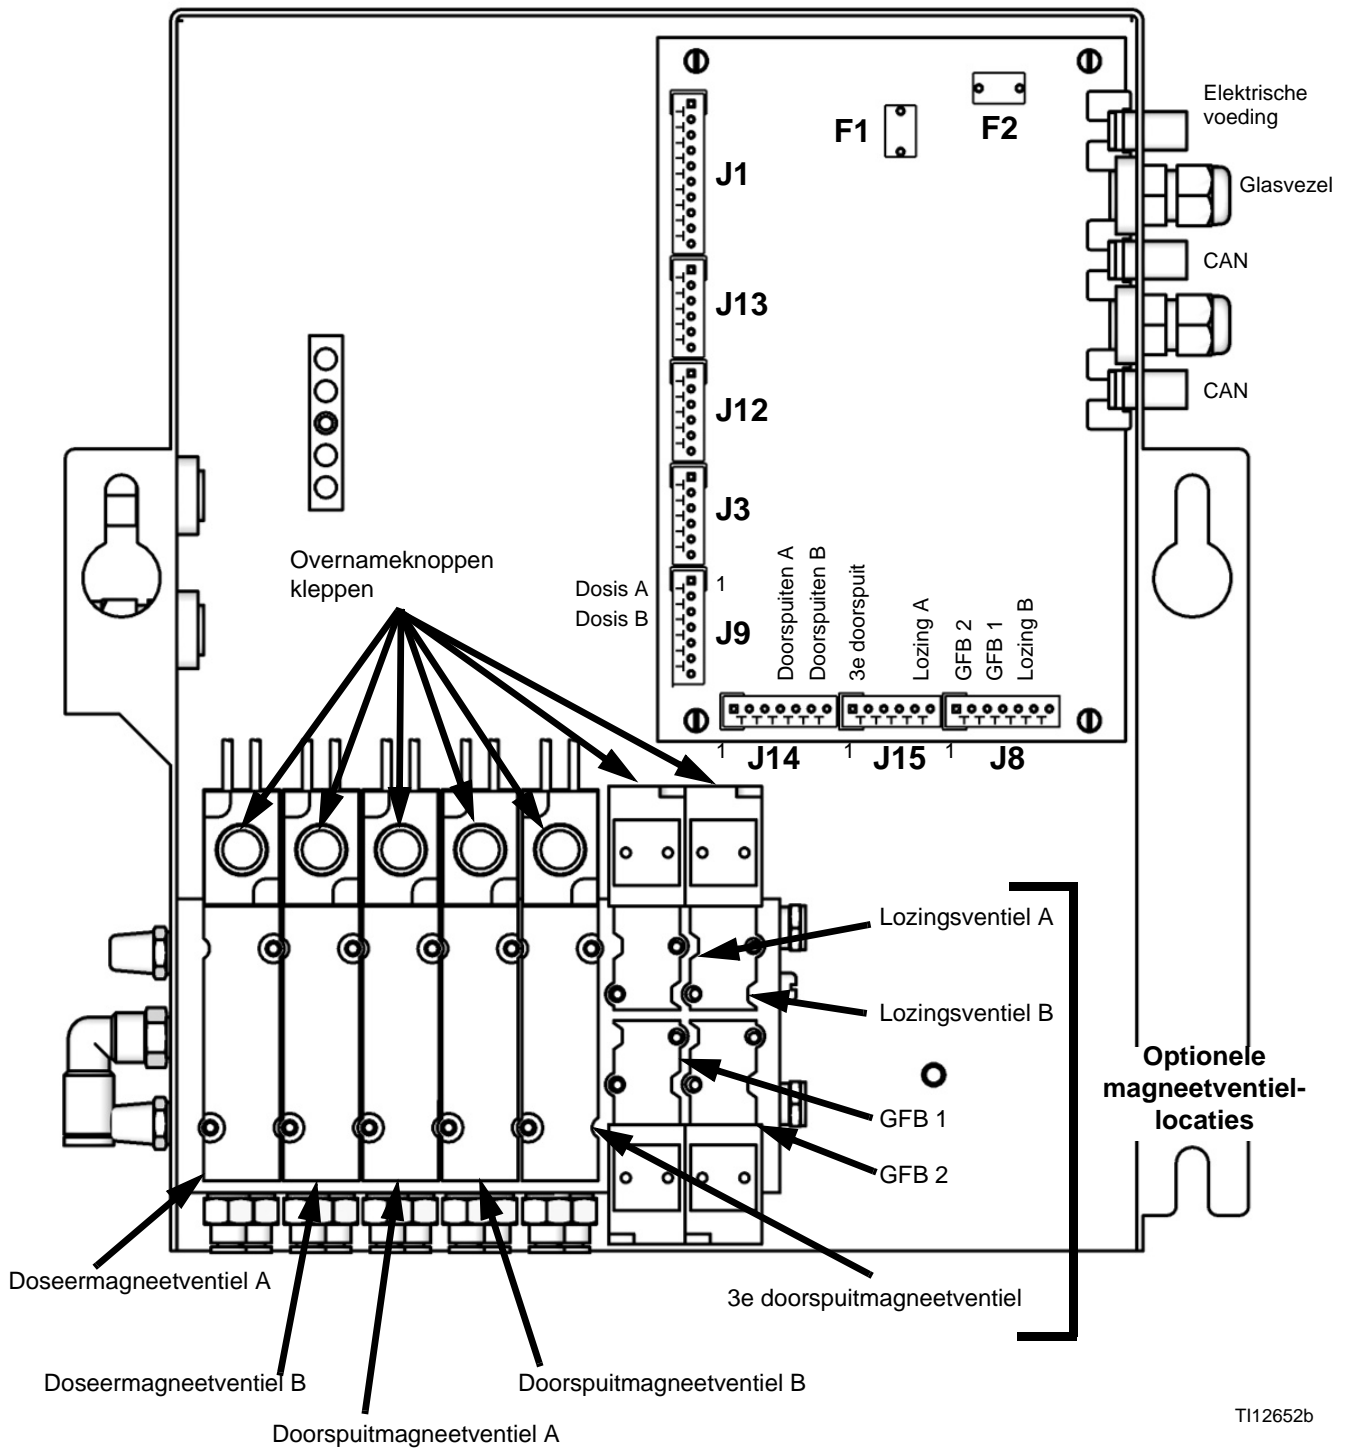 Elektrische
voeding
F1
F2
J1
Glasvezel
CAN
J13
CAN
J12
J3
Overnameknoppen
kleppen
Dosis A
Dosis B
1
J9
Doorspuiten A
Doorspuiten B
3e doorspuit
Lozing A
GFB 2
GFB 1
Lozing B
1
J14
1
J15
1
J8
Lozingsventiel A
Lozingsventiel B
Optionele
magneetventiel-
locaties
GFB 1
GFB 2
Doseermagneetventiel A
3e doorspuitmagneetventiel
Doseermagneetventiel B
Doorspuitmagneetventiel B
Doorspuitmagneetventiel A
TI12652b